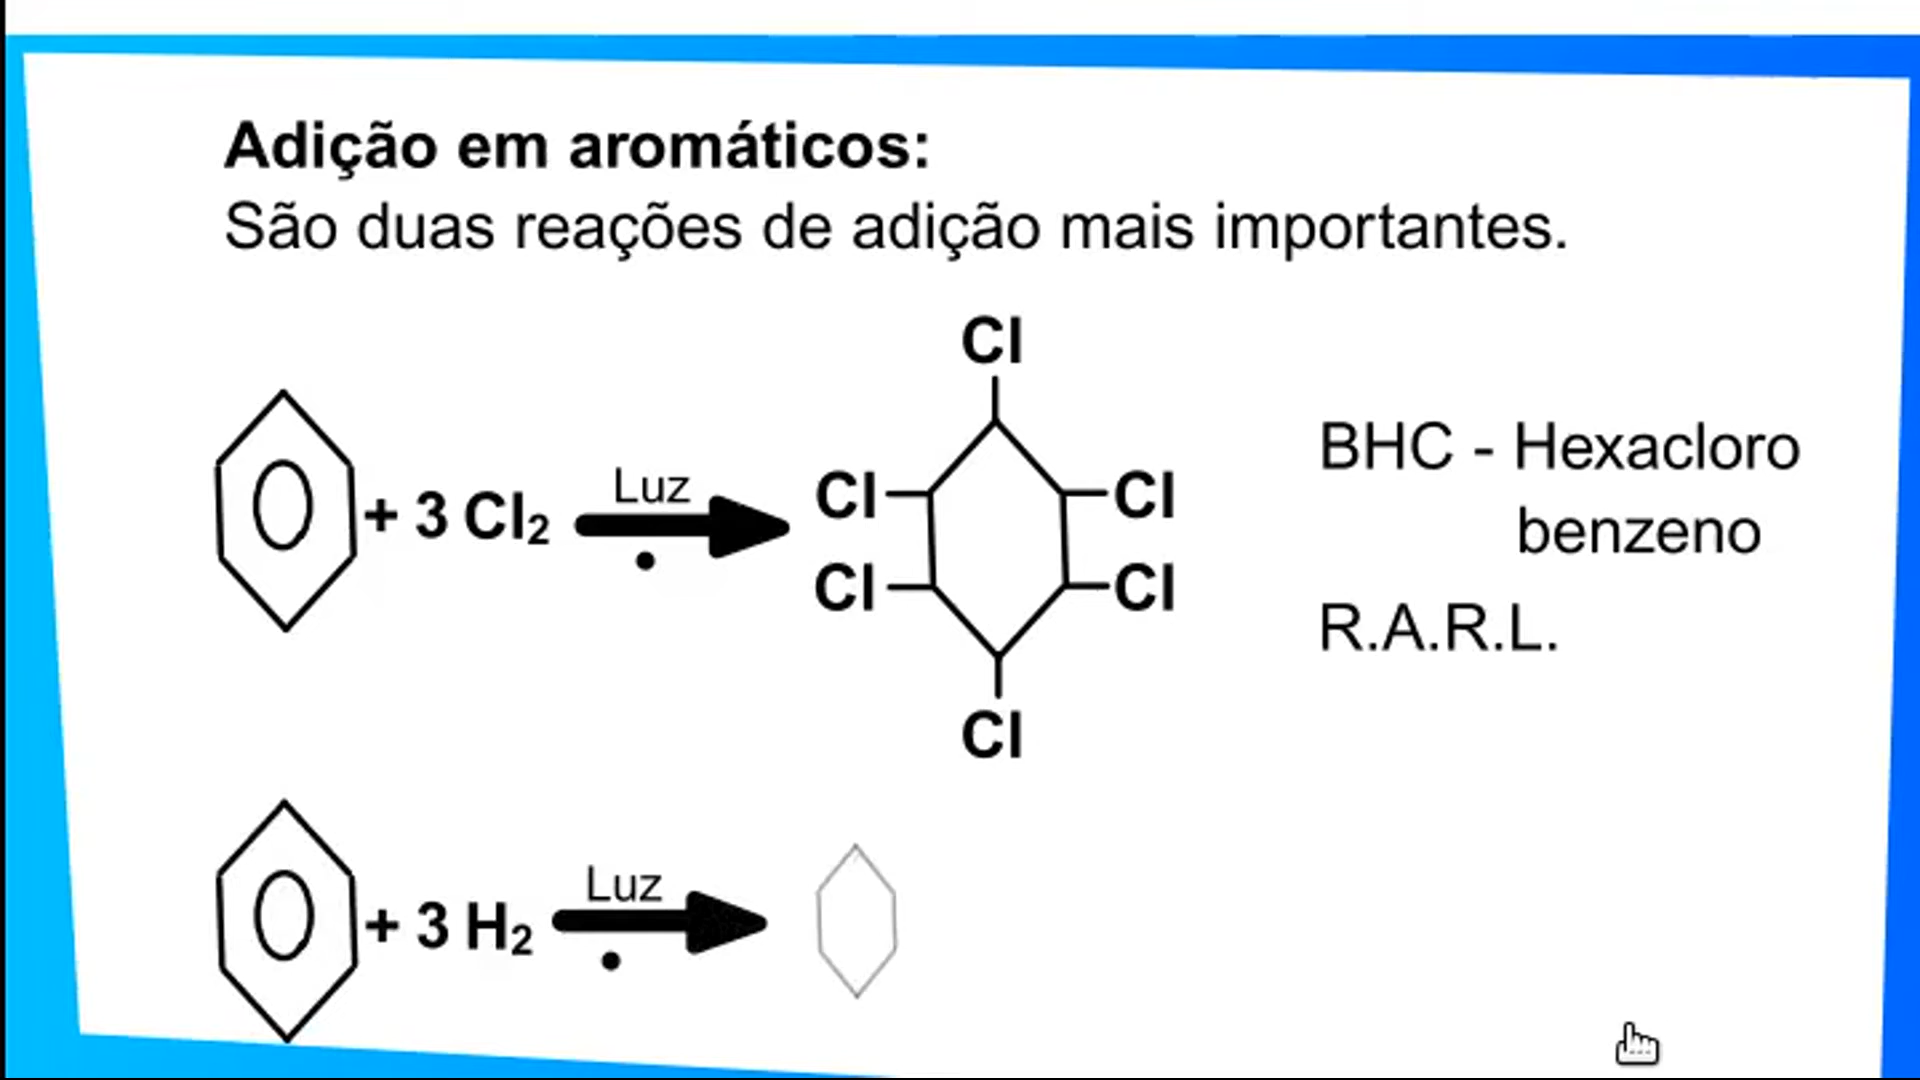 Adição em aromáticos:
São duas reações de adição mais importantes.
Cl
+ 3 Cl₂
Luz
•
Cl
Cl
Cl
Cl
Cl
BHC - Hexacloro
benzeno
R.A.R.L.
+ 3 H₂
Luz
•